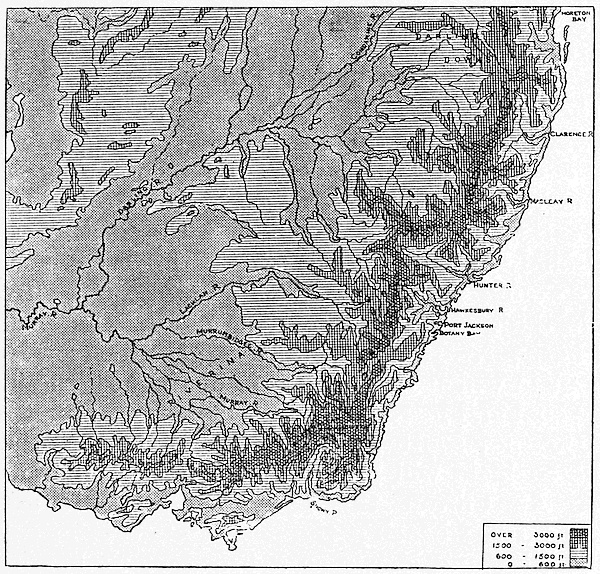 MORETON
BAY
CONDAMINE R
DARLING
DOWNS
CLARENCE R
DARLING R
MACLEAY R
HUNTER R
MURRAY R
LACHLAN R
HAWKESBURY R
PORT JACKSON
BOTANY BAY
MURRUMBIDGEE R
RIVERINA
MURRAY R
SNOWY R
OVER 3000 ft
1500 - 3000 ft
600 - 1500 ft
0 - 600 ft